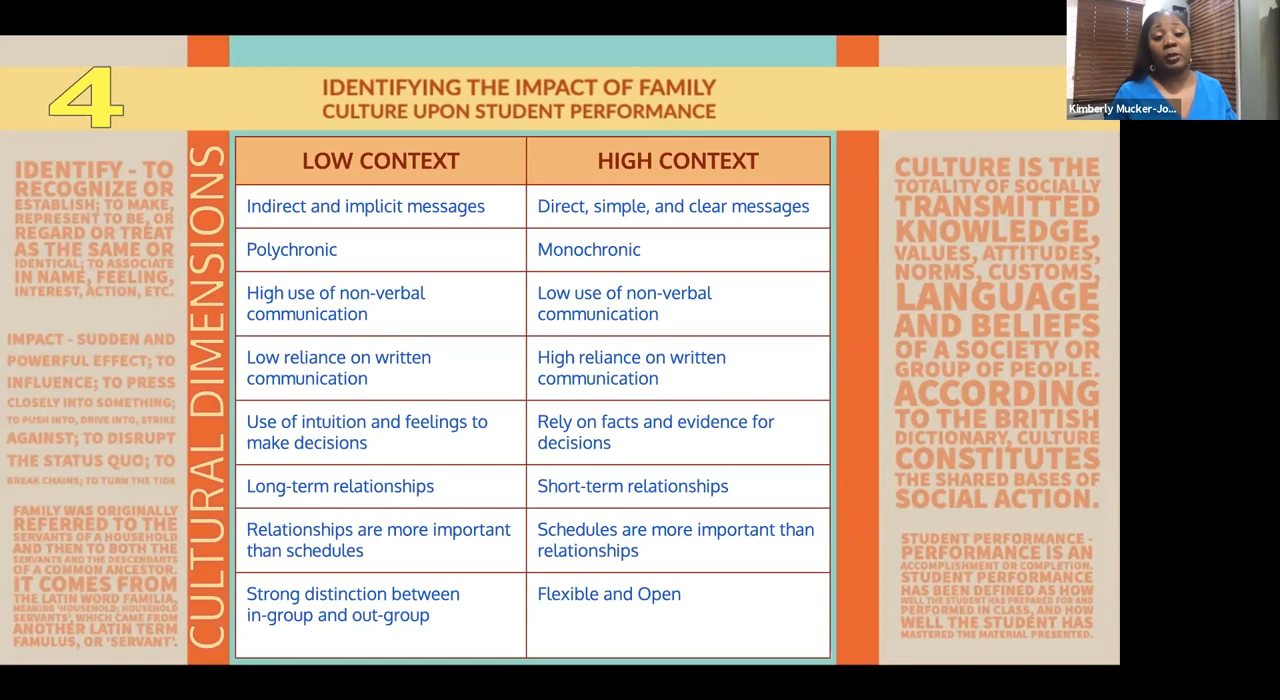 4
IDENTIFYING THE IMPACT OF FAMILY
CULTURE UPON STUDENT PERFORMANCE
Kimberly Mucker-Jo...
IDENTIFY - TO
RECOGNIZE OR
ESTABLISH; TO MAKE,
REPRESENT TO BE, OR
REGARD OR TREAT
AS THE SAME OR
IDENTICAL; TO ASSOCIATE
IN NAME, FEELING,
INTEREST, ACTION, ETC.
IMPACT - SUDDEN AND
POWERFUL EFFECT; TO
INFLUENCE; TO PRESS
CLOSELY INTO SOMETHING;
TO PUSH INTO, DRIVE INTO, STRIKE
AGAINST; TO DISRUPT
THE STATUS QUO; TO
BREAK CHAINS; TO TURN THE TIDE
FAMILY WAS ORIGINALLY
REFERRED TO THE
SERVANTS OF A HOUSEHOLD
AND THEN TO BOTH THE
SERVANTS AND THE DESCENDANTS
OF A COMMON ANCESTOR.
IT COMES FROM
THE LATIN WORD FAMILIA,
MEANING 'HOUSEHOLD; HOUSEHOLD
SERVANTS', WHICH CAME FROM
ANOTHER LATIN TERM
FAMULUS, OR 'SERVANT'.
CULTURAL DIMENSIONS
LOW CONTEXT
HIGH CONTEXT
Indirect and implicit messages
Direct, simple, and clear messages
Polychronic
Monochronic
High use of non-verbal
communication
Low use of non-verbal
communication
Low reliance on written
communication
High reliance on written
communication
Use of intuition and feelings to
make decisions
Rely on facts and evidence for
decisions
Long-term relationships
Short-term relationships
Relationships are more important
than schedules
Schedules are more important than
relationships
Strong distinction between
in-group and out-group
Flexible and Open
CULTURE IS THE
TOTALITY OF SOCIALLY
TRANSMITTED
KNOWLEDGE,
VALUES, ATTITUDES,
NORMS, CUSTOMS,
LANGUAGE
AND BELIEFS
OF A SOCIETY OR
GROUP OF PEOPLE.
ACCORDING
TO THE BRITISH
DICTIONARY, CULTURE
CONSTITUTES
THE SHARED BASES OF
SOCIAL ACTION.
STUDENT PERFORMANCE -
PERFORMANCE IS AN
ACCOMPLISHMENT OR COMPLETION.
STUDENT PERFORMANCE
HAS BEEN DEFINED AS HOW
WELL THE STUDENT HAS PREPARED FOR AND
PERFORMED IN CLASS, AND HOW
WELL THE STUDENT HAS
MASTERED THE MATERIAL PRESENTED.